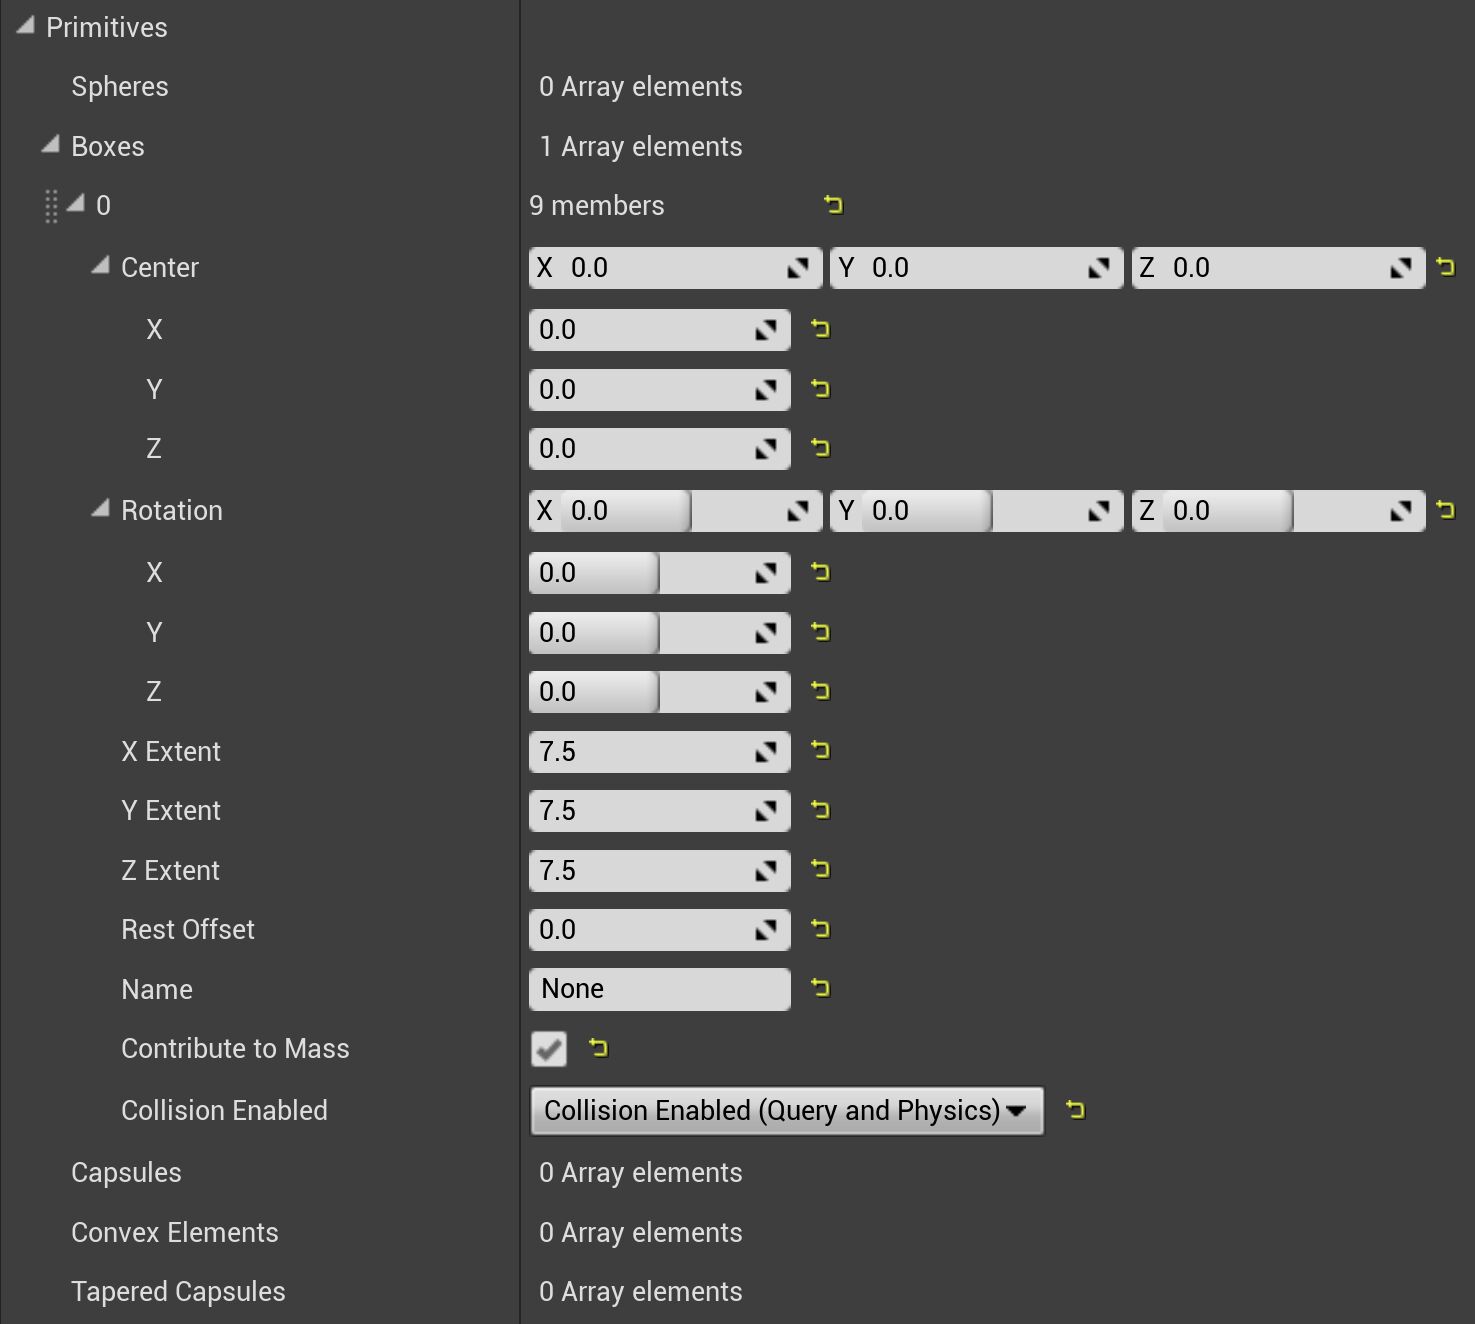 Primitives
Spheres 0 Array elements
Boxes 1 Array elements
0 9 members
Center X 0.0 Y 0.0 Z 0.0
X 0.0
Y 0.0
Z 0.0
Rotation X 0.0 Y 0.0 Z 0.0
X 0.0
Y 0.0
Z 0.0
X Extent 7.5
Y Extent 7.5
Z Extent 7.5
Rest Offset 0.0
Name None
Contribute to Mass
Collision Enabled Collision Enabled (Query and Physics)
Capsules 0 Array elements
Convex Elements 0 Array elements
Tapered Capsules 0 Array elements